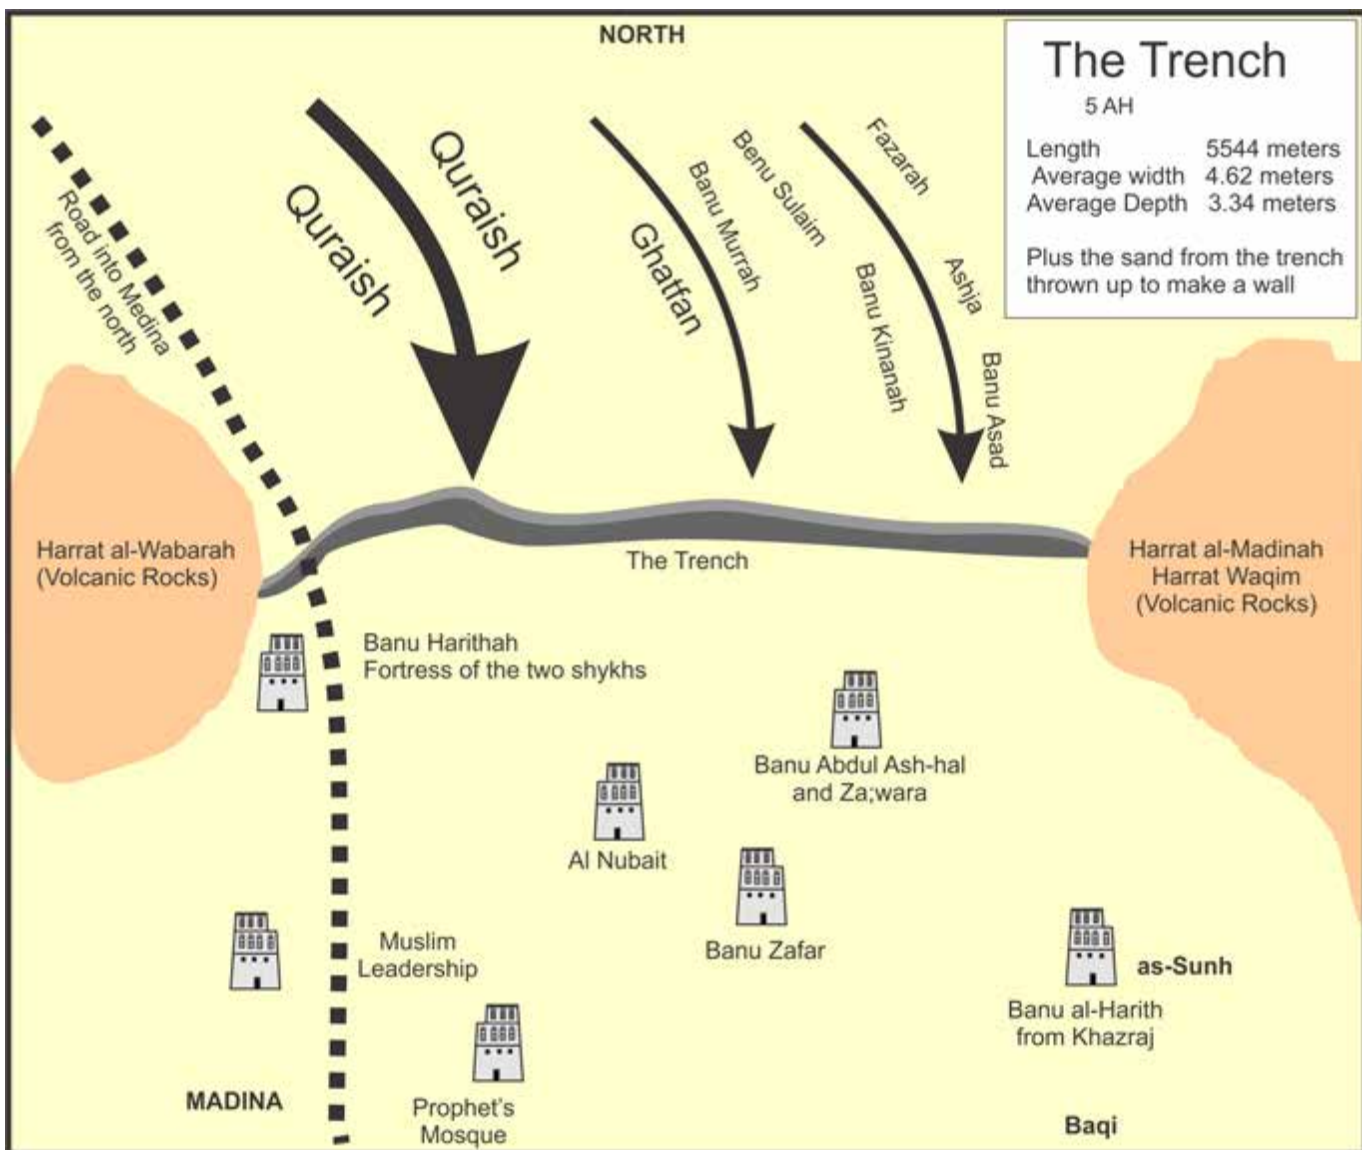 NORTH
The Trench
5 AH
Length 5544 meters
Average width 4.62 meters
Average Depth 3.34 meters
Plus the sand from the trench
thrown up to make a wall
Road into Medina
from the north
Quraish
Quraish
Ghatfan
Banu Murrah
Benu Sulaim
Banu Kinanah
Fazarah
Ashja
Banu Asad
Harrat al-Wabarah
(Volcanic Rocks)
The Trench
Harrat al-Madinah
Harrat Waqim
(Volcanic Rocks)
Banu Harithah
Fortress of the two shykhs
Banu Abdul Ash-hal
and Za;wara
Al Nubait
Banu Zafar
Muslim
Leadership
as-Sunh
Banu al-Harith
from Khazraj
MADINA
Prophet's
Mosque
Baqi